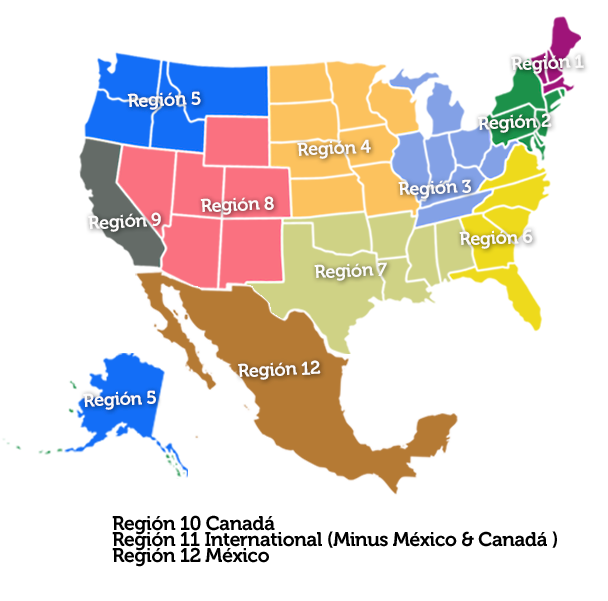 Región 1
Región 5
Región 2
Región 4
Región 3
Región 8
Región 9
Región 6
Región 7
Región 12
Región 5
Región 10 Canadá
Región 11 International (Minus México & Canadá )
Región 12 México